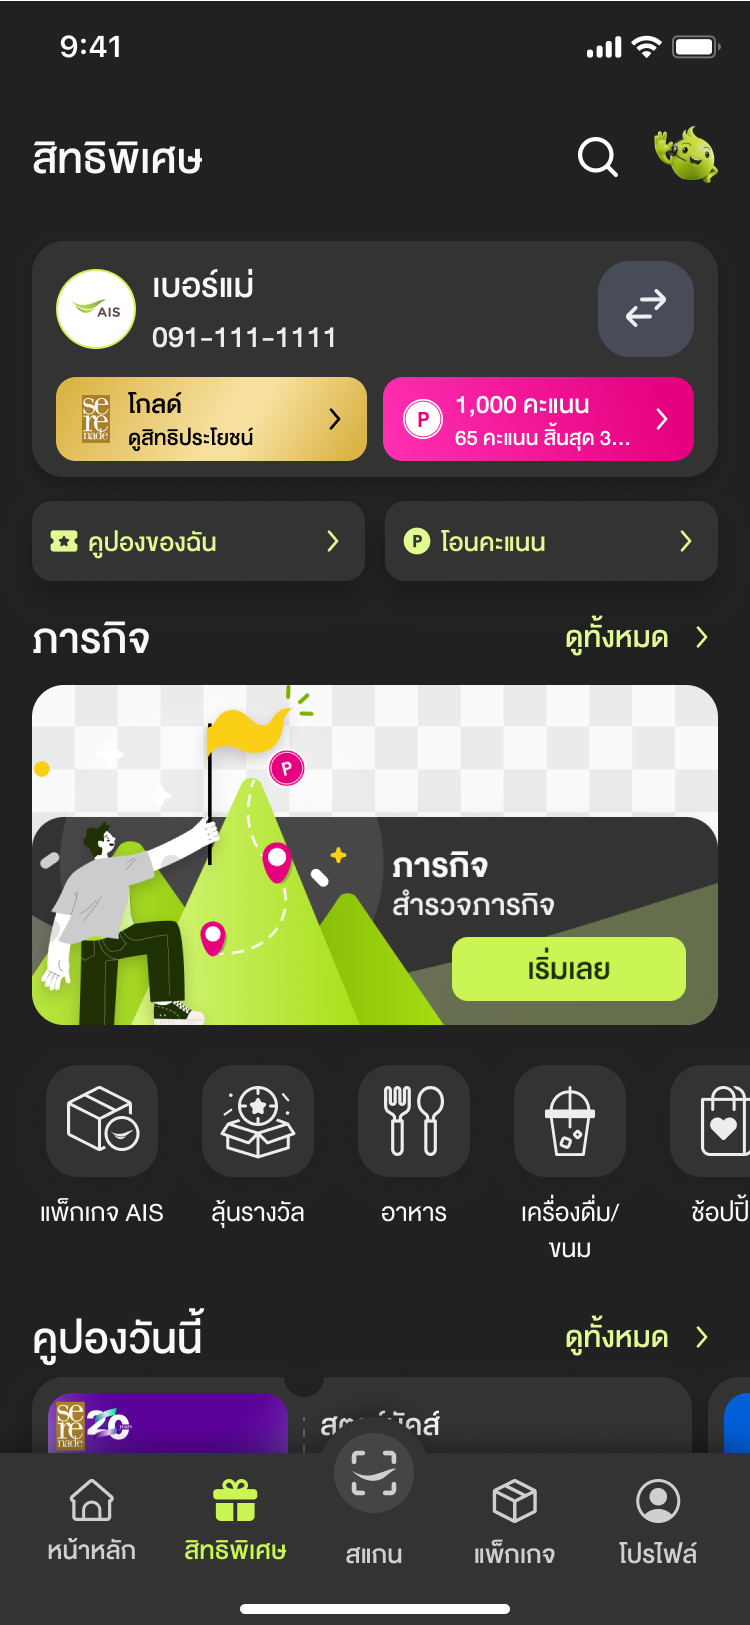 9:41
สิทธิพิเศษ
AIS
เบอร์แม่
091-111-1111
serenade
โกลด์
ดูสิทธิประโยชน์
P
1,000 คะแนน
65 คะแนน สิ้นสุด 3...
คูปองของฉัน
P
โอนคะแนน
ภารกิจ
ดูทั้งหมด
P
ภารกิจ
สำรวจภารกิจ
เริ่มเลย
แพ็กเกจ AIS
ลุ้นรางวัล
อาหาร
เครื่องดื่ม/
ขนม
ช้อปปิ้
คูปองวันนี้
ดูทั้งหมด
serenade
20
หน้าหลัก
สิทธิพิเศษ
สแกน
แพ็กเกจ
โปรไฟล์